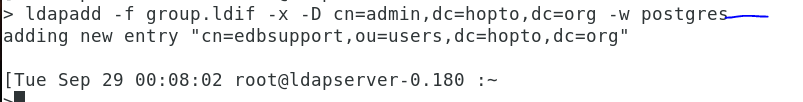 > ldapadd -f group.ldif -x -D cn=admin,dc=hopto,dc=org -w postgres
adding new entry "cn=edbsupport,ou=users,dc=hopto,dc=org"
[Tue Sep 29 00:08:02 root@ldapserver-0.180 :~
>